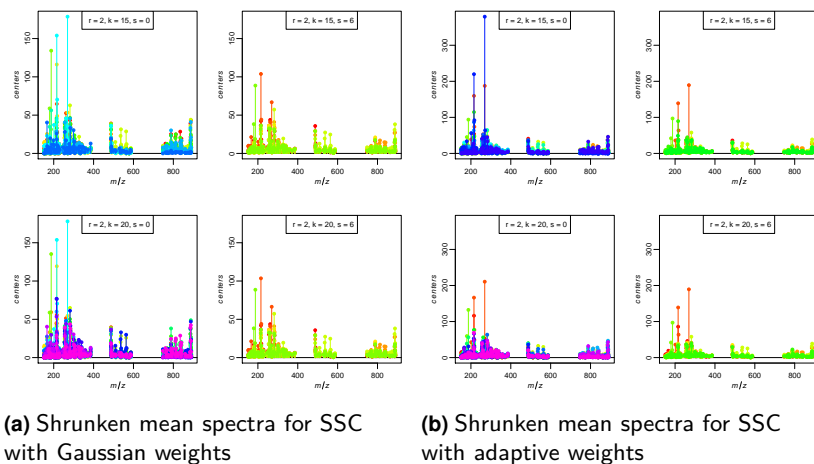 r = 2, k = 15, s = 0
150
100
50
0
centers
200 400 600 800
m/z
r = 2, k = 15, s = 6
150
100
50
0
centers
200 400 600 800
m/z
r = 2, k = 15, s = 0
300
200
100
0
centers
200 400 600 800
m/z
r = 2, k = 15, s = 6
300
200
100
0
centers
200 400 600 800
m/z
r = 2, k = 20, s = 0
150
100
50
0
centers
200 400 600 800
m/z
r = 2, k = 20, s = 6
150
100
50
0
centers
200 400 600 800
m/z
r = 2, k = 20, s = 0
300
200
100
0
centers
200 400 600 800
m/z
r = 2, k = 20, s = 6
300
200
100
0
centers
200 400 600 800
m/z
(a) Shrunken mean spectra for SSC
with Gaussian weights
(b) Shrunken mean spectra for SSC
with adaptive weights